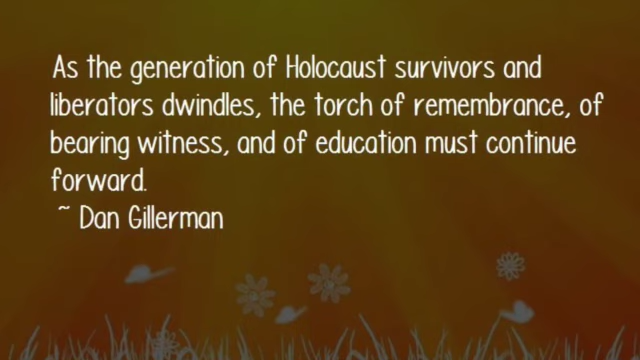 As the generation of Holocaust survivors and
liberators dwindles, the torch of remembrance, of
bearing witness, and of education must continue
forward.
~ Dan Gillerman